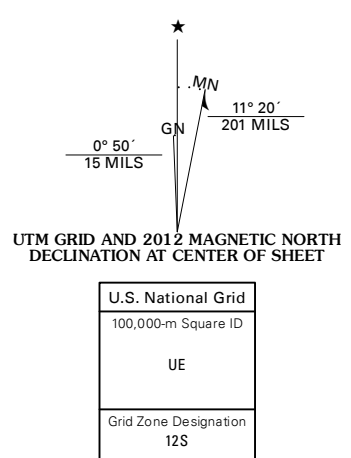 ★
MN
GN
11° 20´
201 MILS
0° 50´
15 MILS
UTM GRID AND 2012 MAGNETIC NORTH
DECLINATION AT CENTER OF SHEET
U.S. National Grid
100,000-m Square ID
UE
Grid Zone Designation
12S